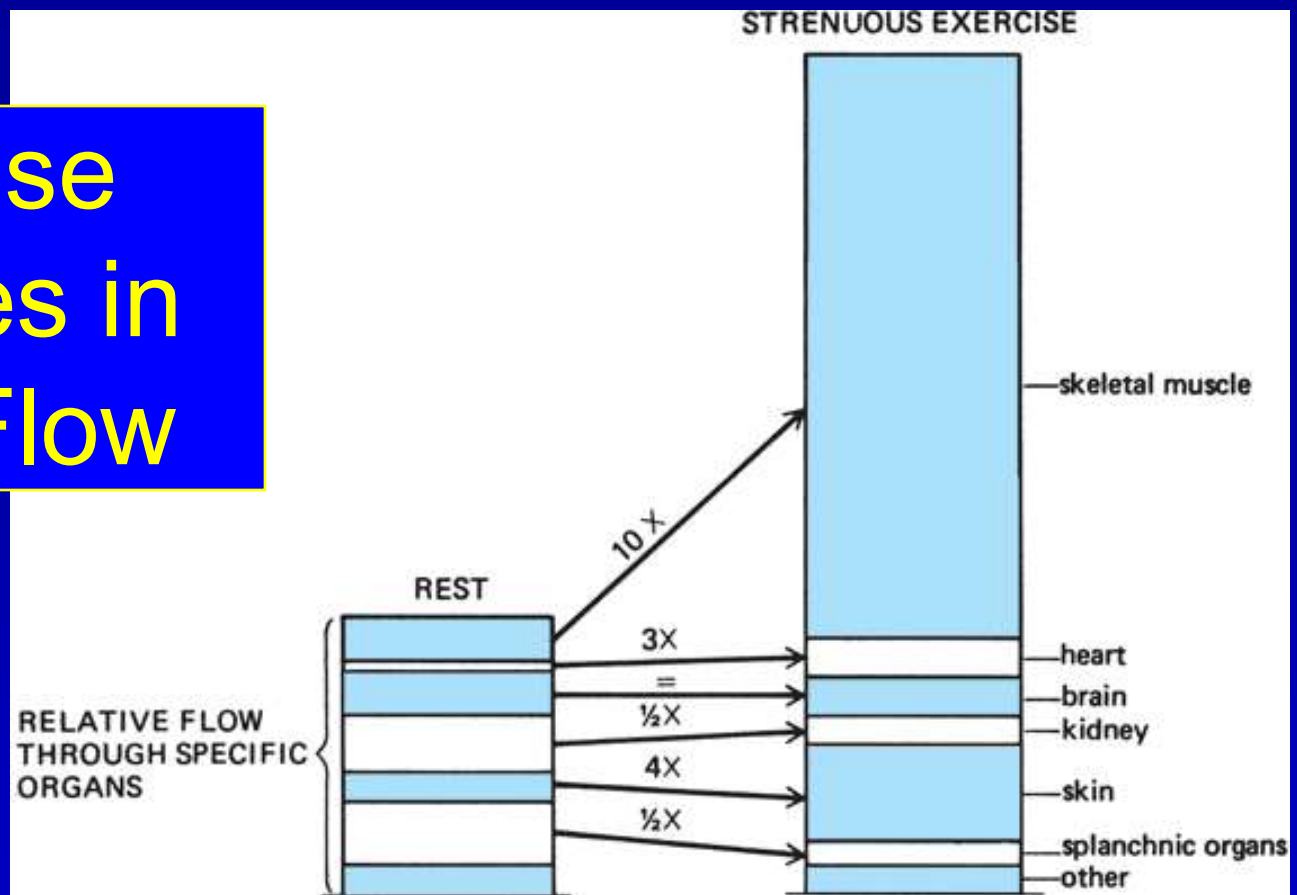 STRENUOUS EXERCISE
se
es in
Flow
skeletal muscle
10 X
REST
3X
heart
=
brain
½X
kidney
RELATIVE FLOW
THROUGH SPECIFIC
ORGANS
4X
skin
½X
splanchnic organs
other